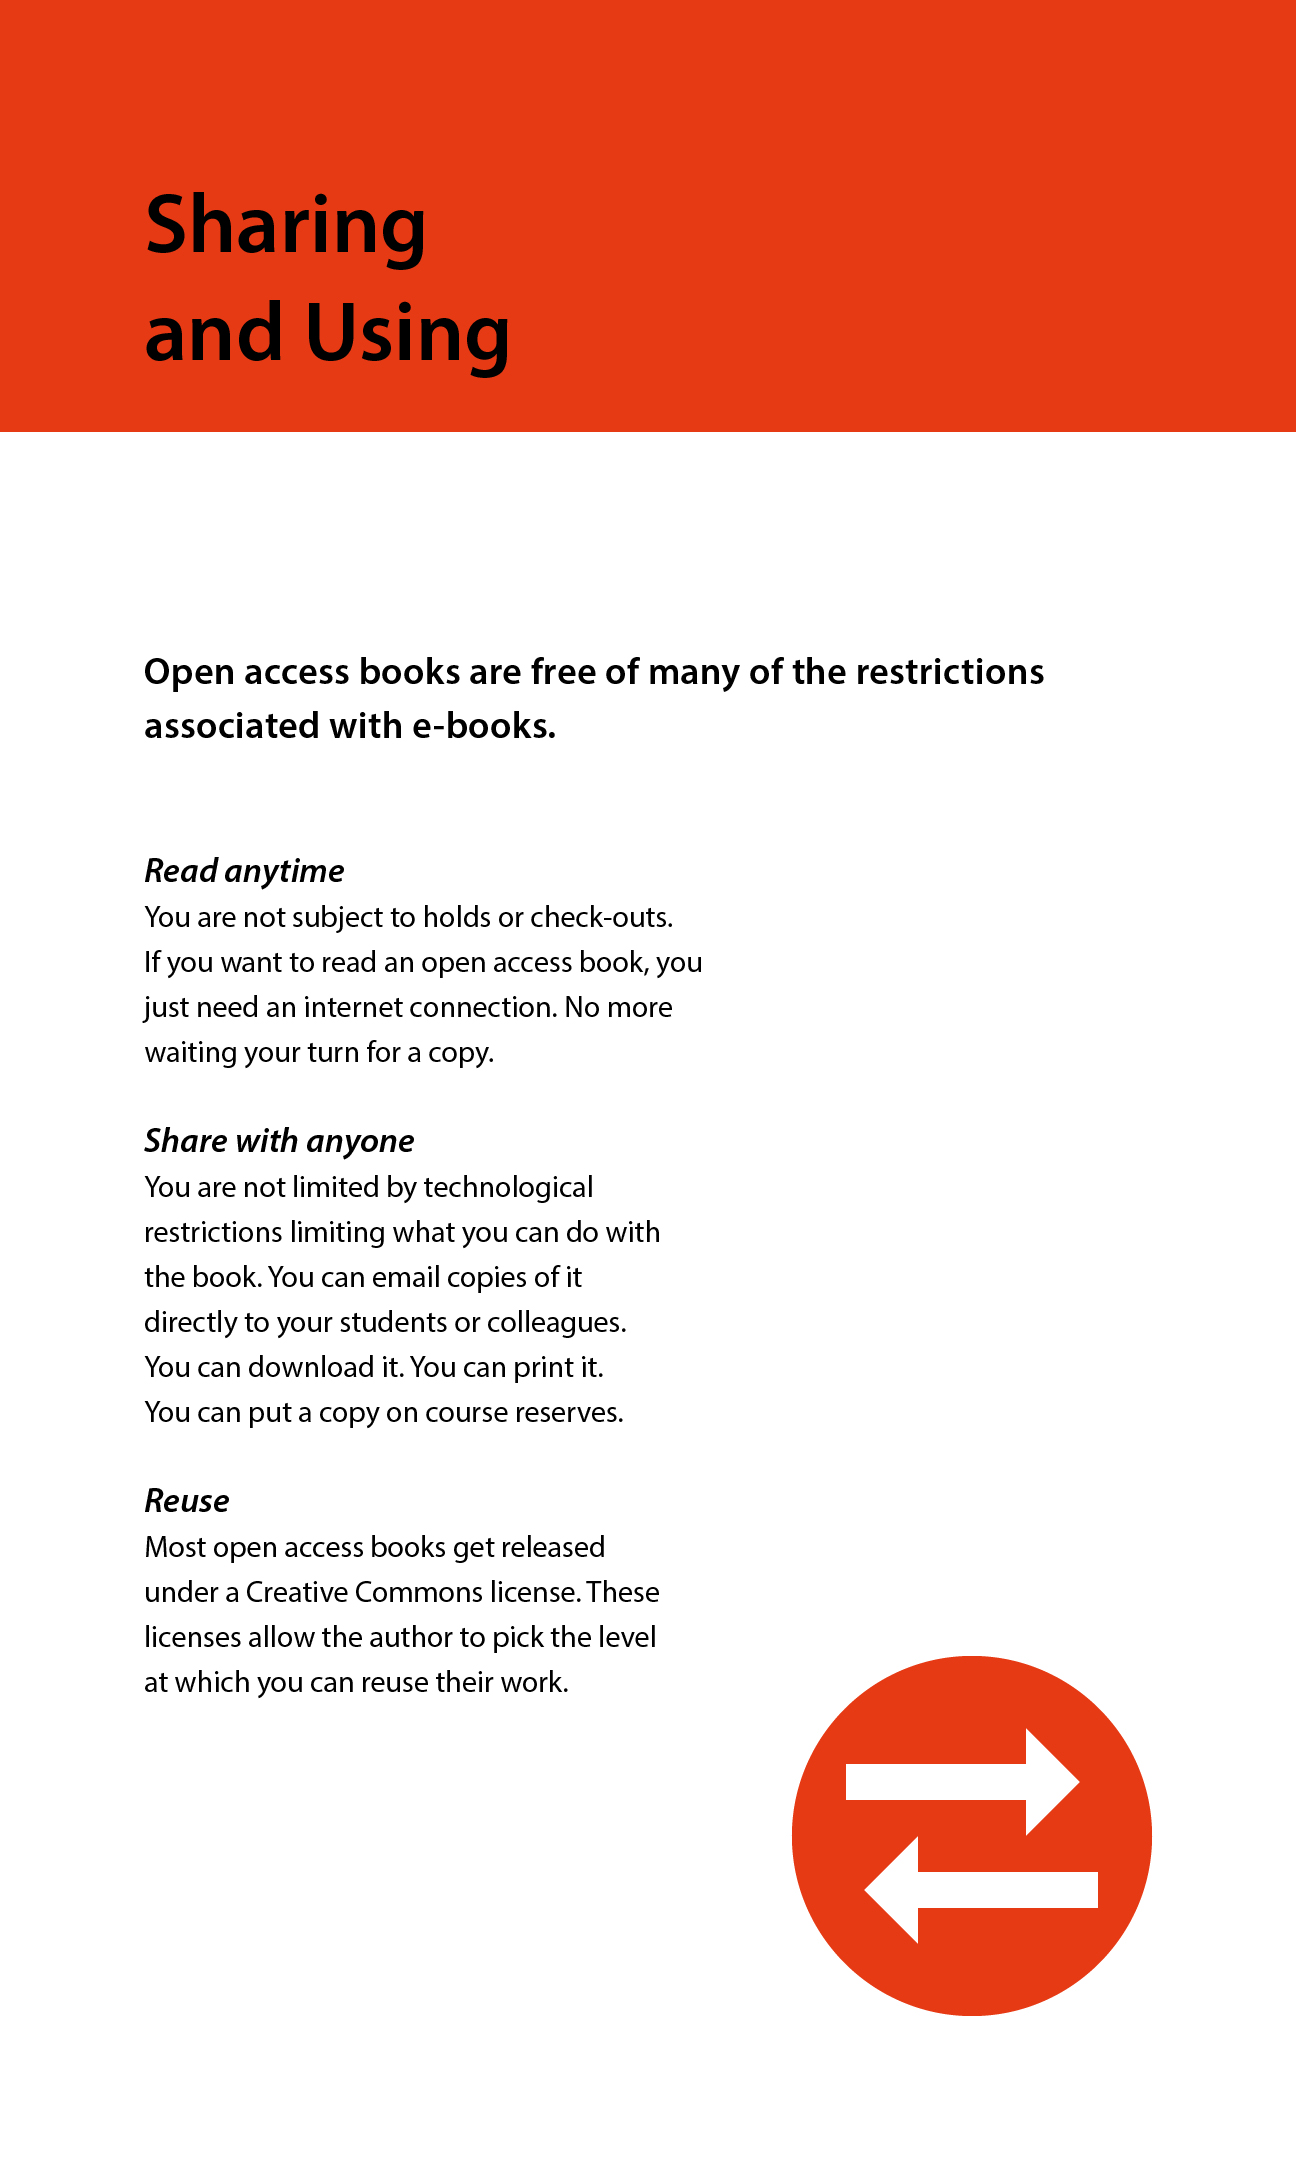 Sharing
and Using
Open access books are free of many of the restrictions
associated with e-books.
Read anytime
You are not subject to holds or check-outs.
If you want to read an open access book, you
just need an internet connection. No more
waiting your turn for a copy.
Share with anyone
You are not limited by technological
restrictions limiting what you can do with
the book. You can email copies of it
directly to your students or colleagues.
You can download it. You can print it.
You can put a copy on course reserves.
Reuse
Most open access books get released
under a Creative Commons license. These
licenses allow the author to pick the level
at which you can reuse their work.